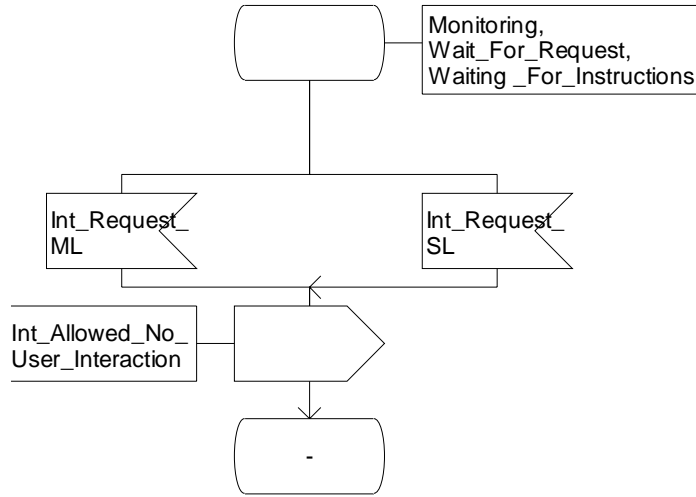 Monitoring,
Wait_For_Request,
Waiting _For_Instructions
Int_Request_
ML
Int_Request_
SL
Int_Allowed_No_
User_Interaction
-